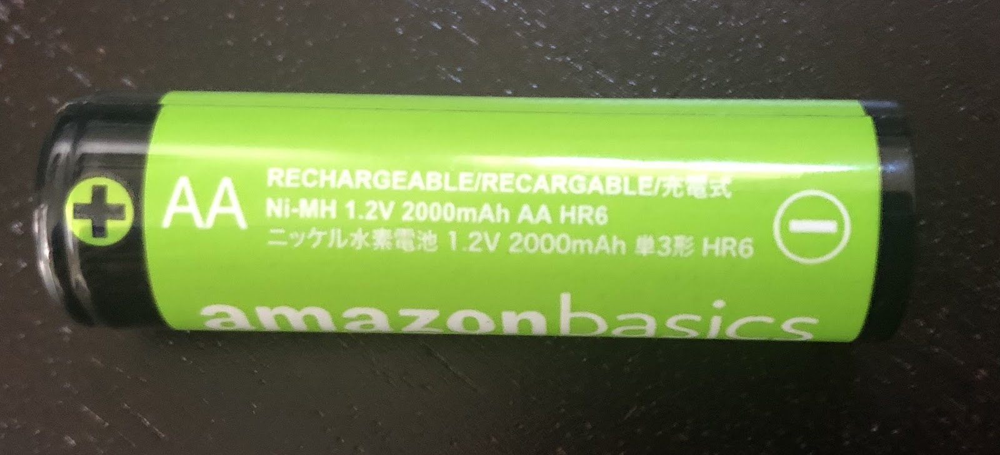 AA
RECHARGEABLE/RECARGABLE/充電式
Ni-MH 1.2V 2000mAh AA HR6
ニッケル水素電池 1.2V 2000mAh 単3形 HR6
amazonbasics